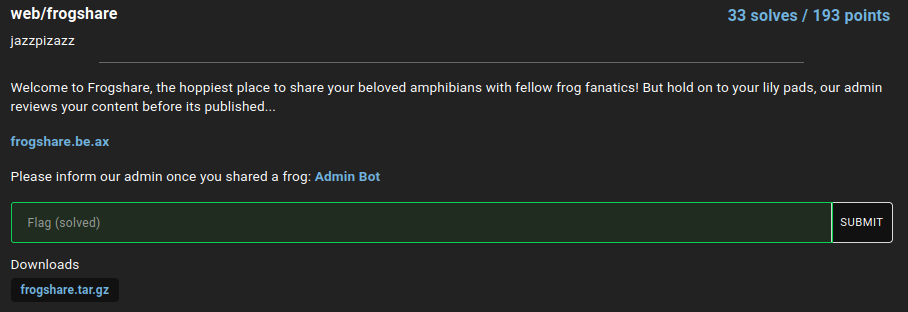 web/frogshare
33 solves / 193 points
jazzpizazz
Welcome to Frogshare, the hoppiest place to share your beloved amphibians with fellow frog fanatics! But hold on to your lily pads, our admin
reviews your content before its published...
frogshare.be.ax
Please inform our admin once you shared a frog: Admin Bot
Flag (solved)
SUBMIT
Downloads
frogshare.tar.gz